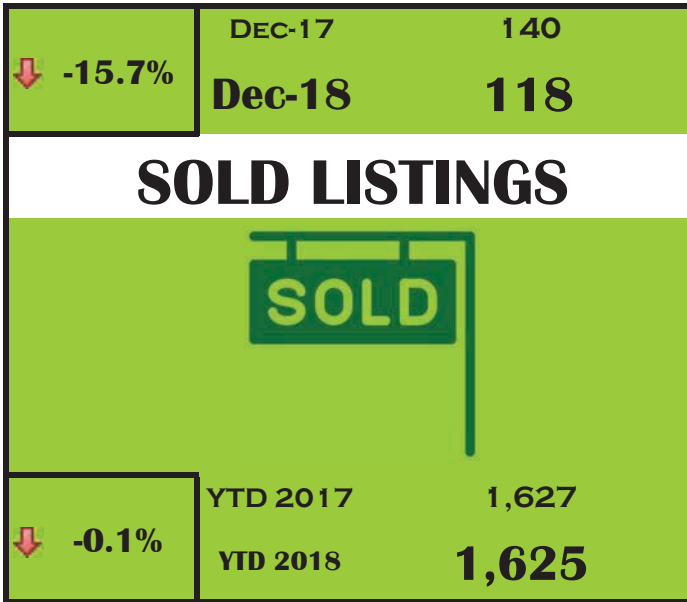 DEC-17 140
-15.7%
Dec-18 118
SOLD LISTINGS
SOLD
YTD 2017 1,627
-0.1%
YTD 2018 1,625